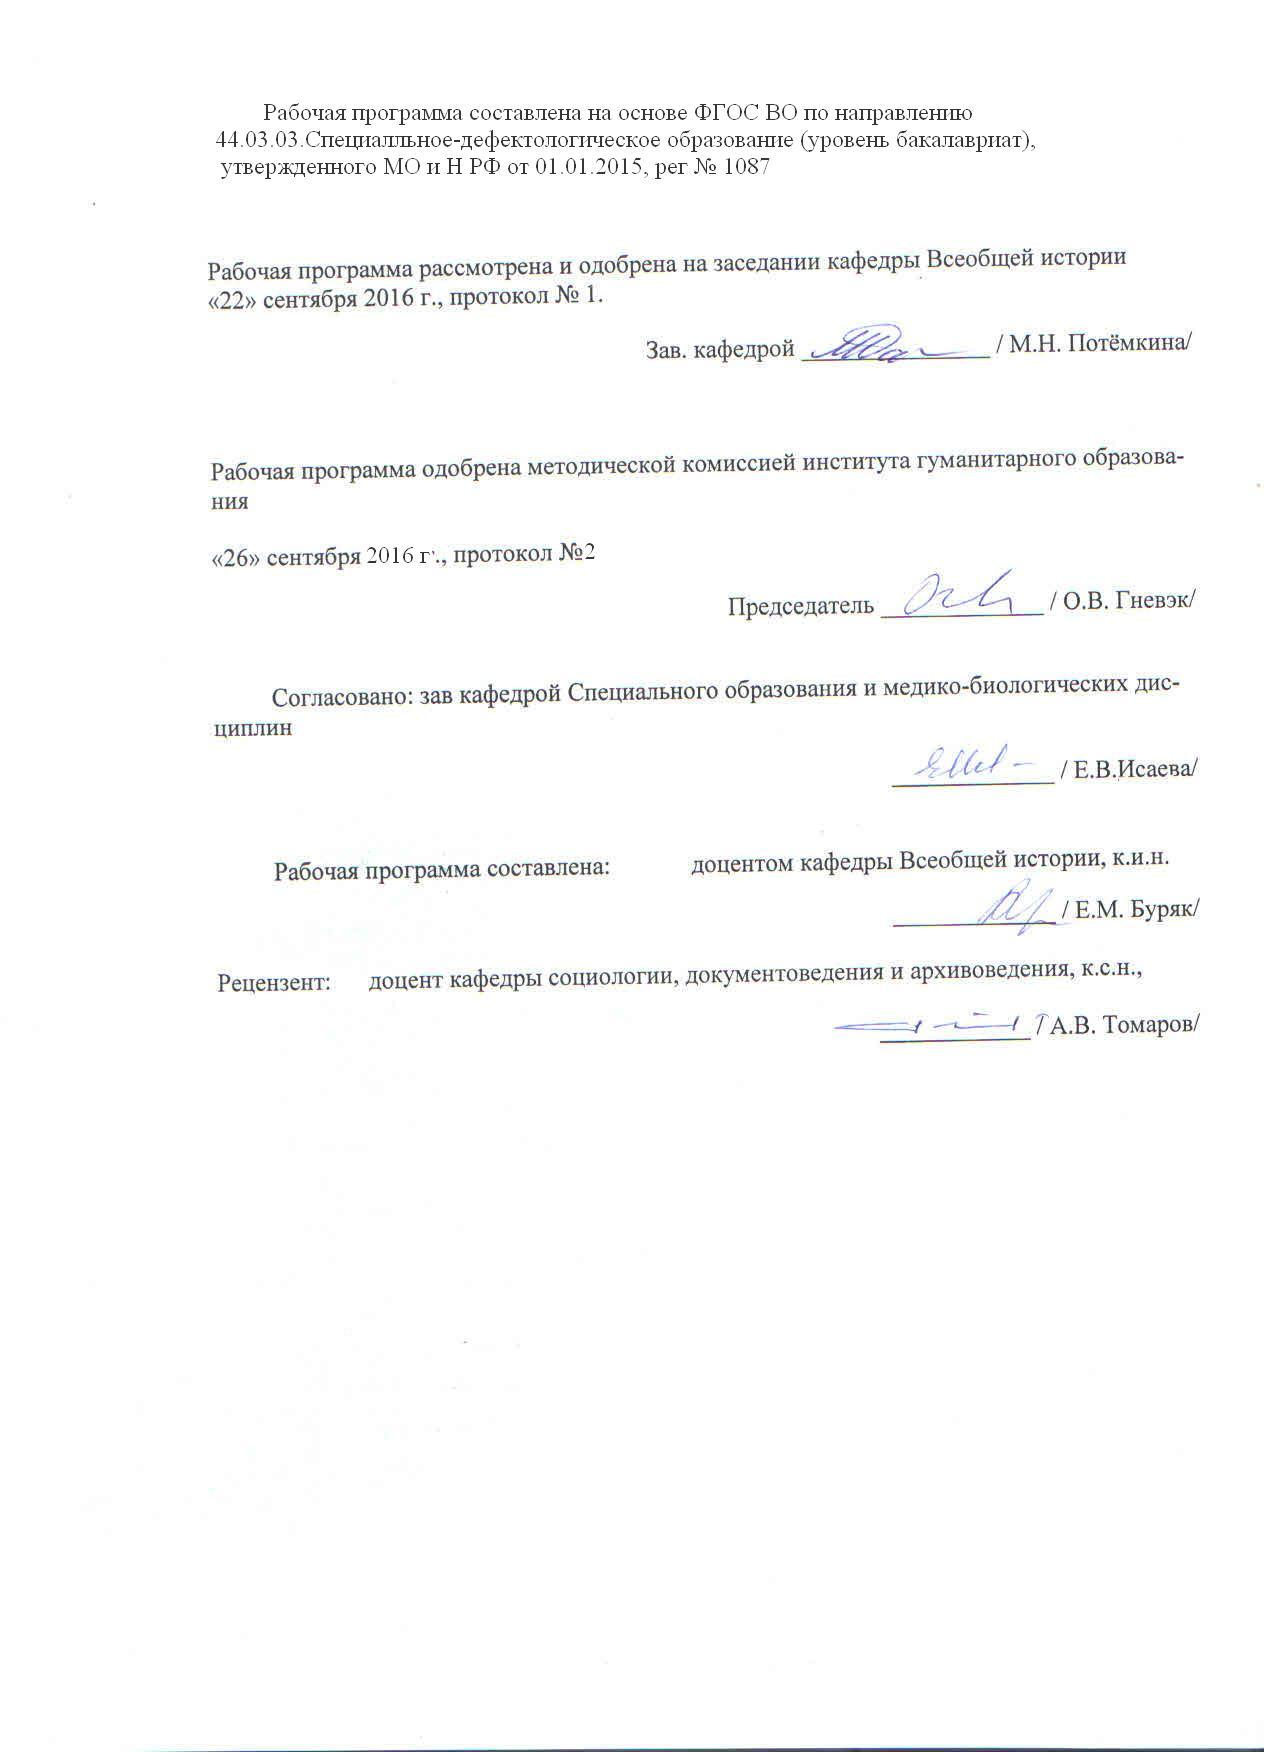 Рабочая программа составлена на основе ФГОС ВО по направлению
44.03.03.Специалльное-дефектологическое образование (уровень бакалавриат),
утвержденного МО и Н РФ от 01.01.2015, рег № 1087
Рабочая программа рассмотрена и одобрена на заседании кафедры Всеобщей истории
«22» сентября 2016 г., протокол № 1.
Зав. кафедрой / М.Н. Потёмкина/
Рабочая программа одобрена методической комиссией института гуманитарного образова-
ния
«26» сентября 2016 г., протокол №2
Председатель / О.В. Гневэк/
Согласовано: зав кафедрой Специального образования и медико-биологических дис-
циплин
/ Е.В.Исаева/
Рабочая программа составлена: доцентом кафедры Всеобщей истории, к.и.н.
/ Е.М. Буряк/
Рецензент: доцент кафедры социологии, документоведения и архивоведения, к.с.н.,
/ А.В. Томаров/